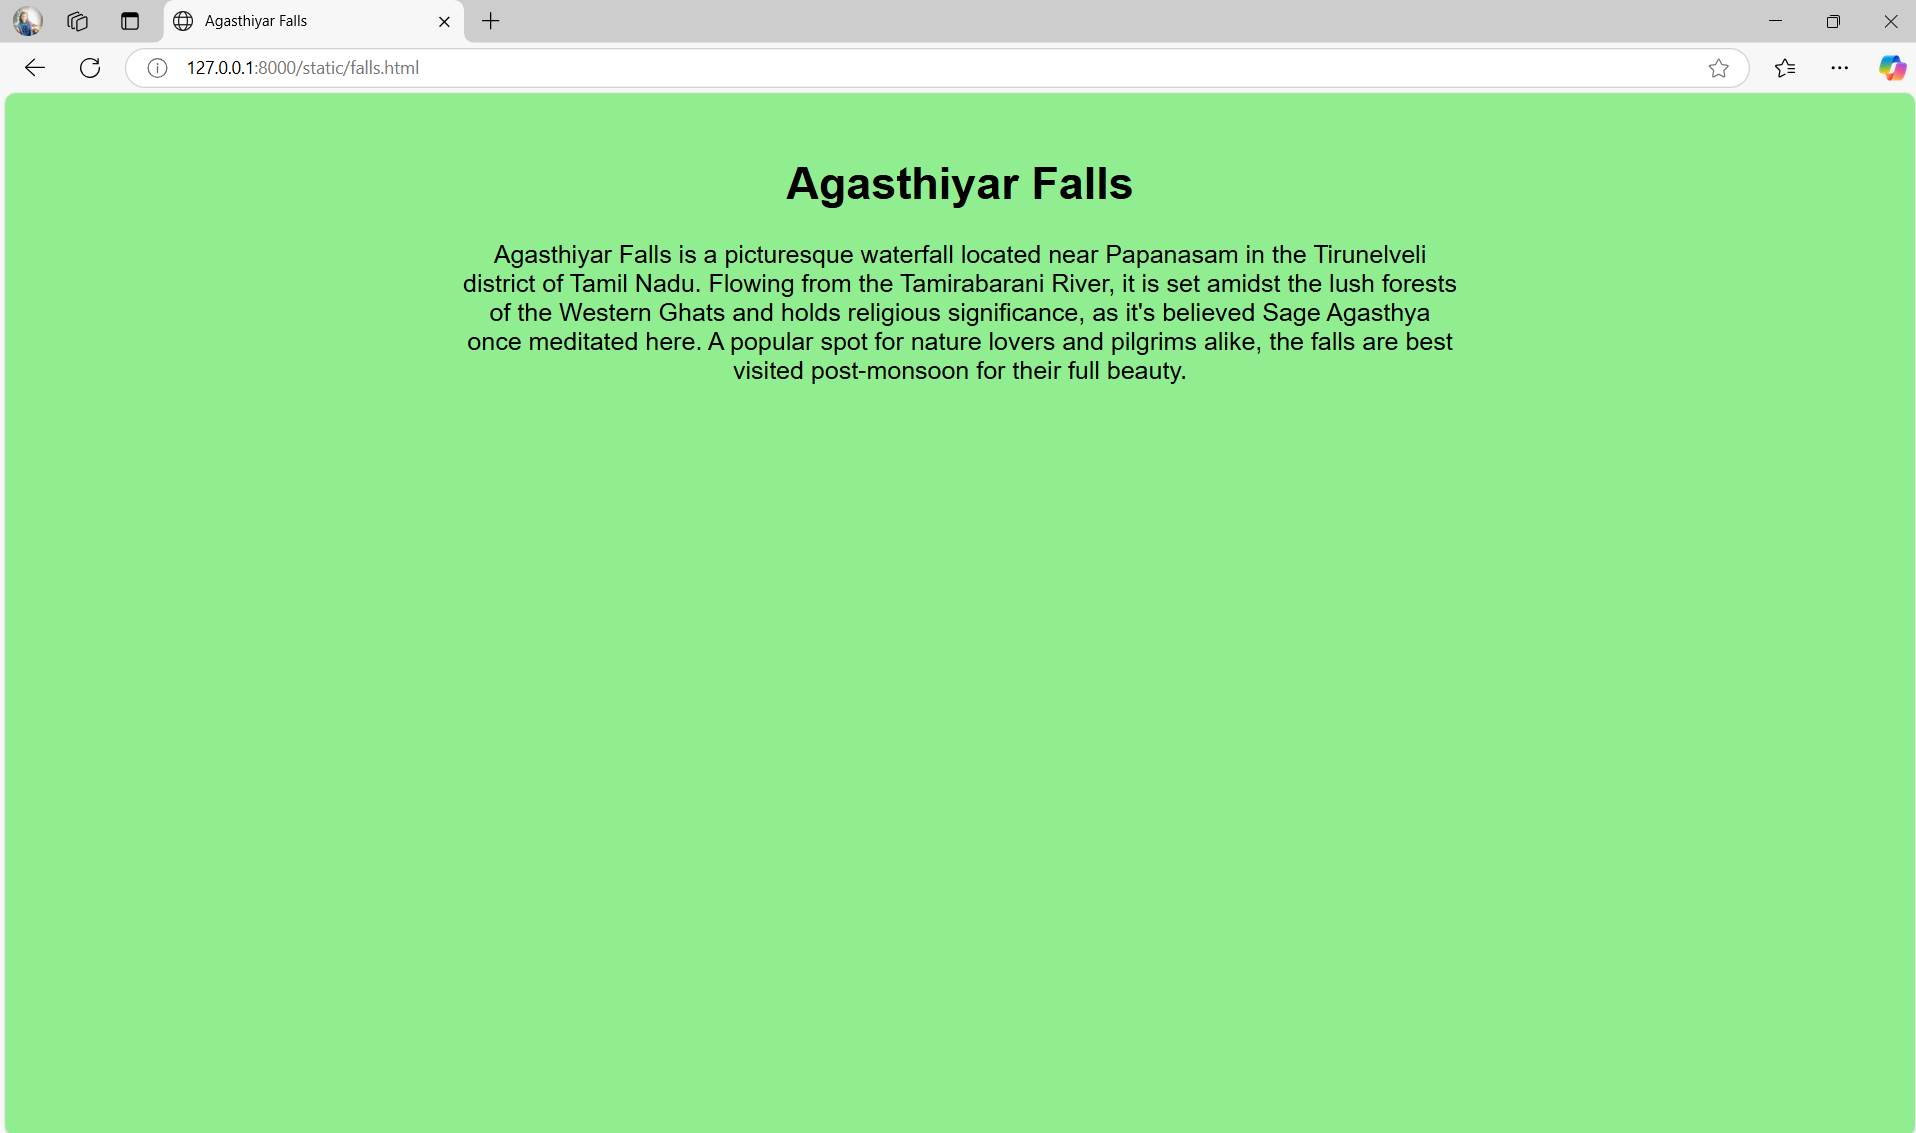 Agasthiyar Falls
127.0.0.1:8000/static/falls.html
Agasthiyar Falls
Agasthiyar Falls is a picturesque waterfall located near Papanasam in the Tirunelveli
district of Tamil Nadu. Flowing from the Tamirabarani River, it is set amidst the lush forests
of the Western Ghats and holds religious significance, as it's believed Sage Agasthya
once meditated here. A popular spot for nature lovers and pilgrims alike, the falls are best
visited post-monsoon for their full beauty.